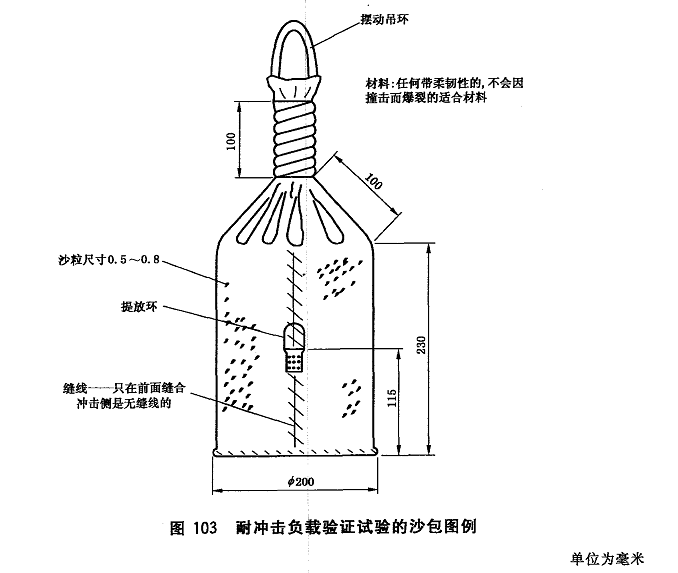 摆动吊环
材料:任何带柔韧性的,不会因
撞击而爆裂的适合材料
100
100
沙粒尺寸0.5～0.8
提放环
230
115
缝线——只在前面缝合
冲击侧是无缝线的
ϕ200
图 103 耐冲击负载验证试验的沙包图例
单位为毫米